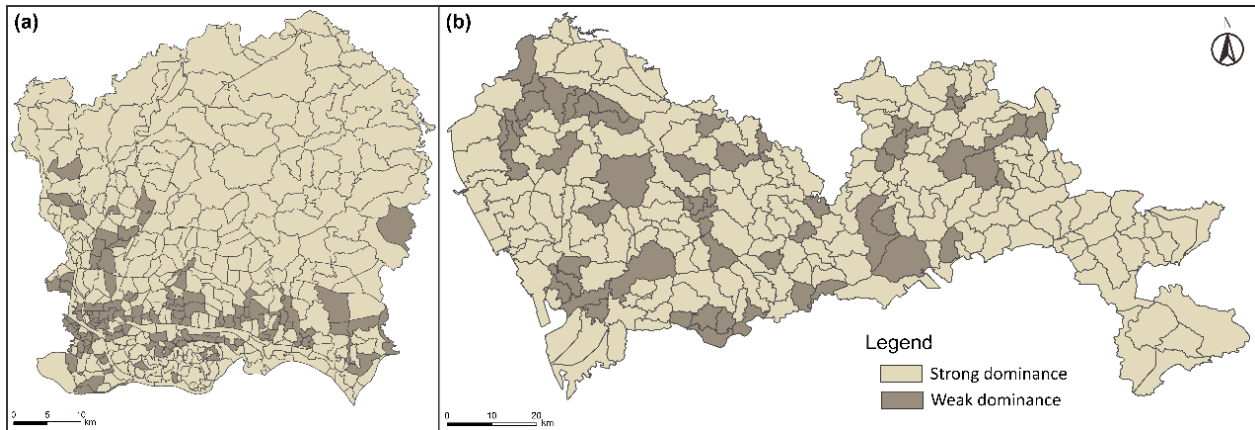 (a)
(b)
Legend
Strong dominance
Weak dominance
0 5 10
km
0 10 20
km